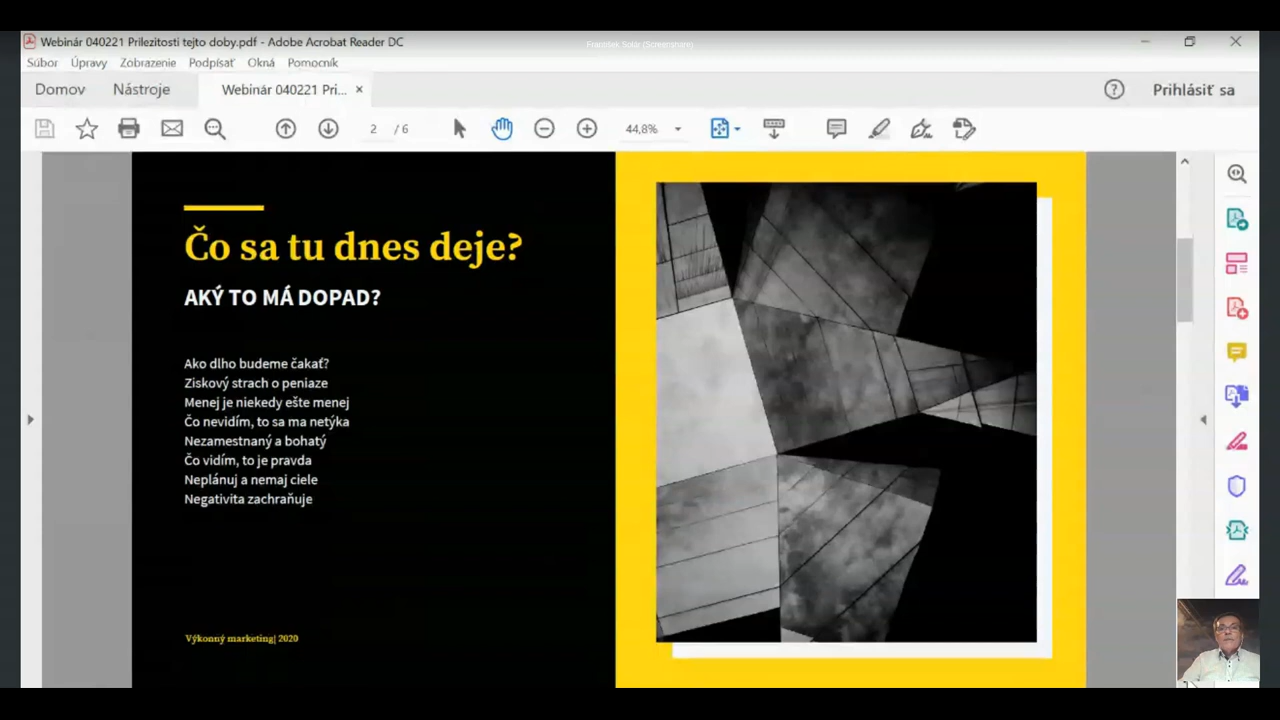 Webinár 040221 Prilezitosti tejto doby.pdf - Adobe Acrobat Reader DC
František Solár (Screenshare)
Súbor Úpravy Zobrazenie Podpísať Okná Pomocník
Domov Nástroje Webinár 040221 Pri... × Prihlásiť sa
2 / 6 44,8%
Čo sa tu dnes deje?
AKÝ TO MÁ DOPAD?
Ako dlho budeme čakať?
Ziskový strach o peniaze
Menej je niekedy ešte menej
Čo nevidím, to sa ma netýka
Nezamestnaný a bohatý
Čo vidím, to je pravda
Neplánuj a nemaj ciele
Negativita zachraňuje
Výkonný marketing| 2020